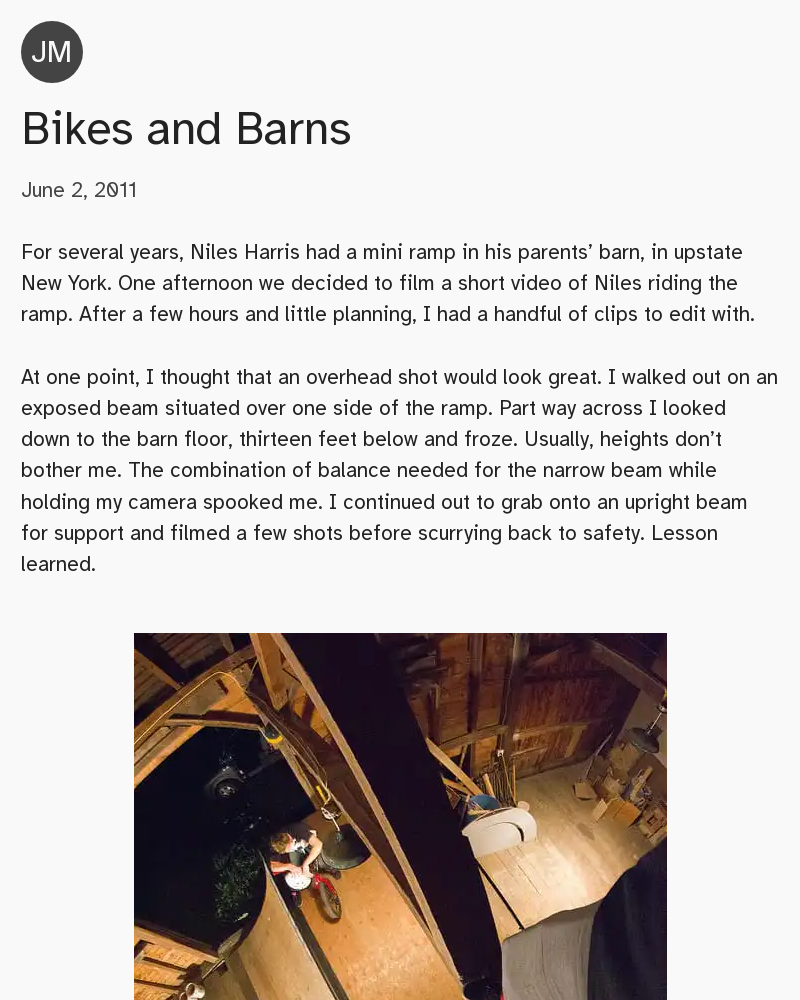 JM
Bikes and Barns
June 2, 2011
For several years, Niles Harris had a mini ramp in his parents’ barn, in upstate
New York. One afternoon we decided to film a short video of Niles riding the
ramp. After a few hours and little planning, I had a handful of clips to edit with.
At one point, I thought that an overhead shot would look great. I walked out on an
exposed beam situated over one side of the ramp. Part way across I looked
down to the barn floor, thirteen feet below and froze. Usually, heights don’t
bother me. The combination of balance needed for the narrow beam while
holding my camera spooked me. I continued out to grab onto an upright beam
for support and filmed a few shots before scurrying back to safety. Lesson
learned.